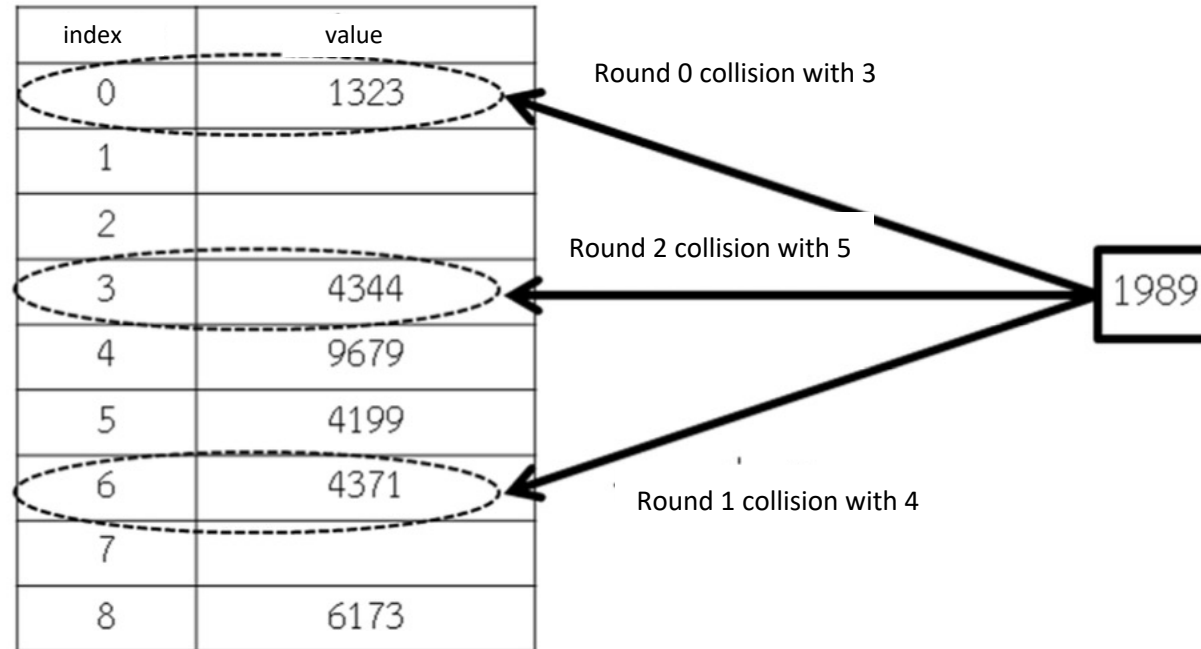 index value
0 1323
1
2
3 4344
4 9679
5 4199
6 4371
7
8 6173
Round 0 collision with 3
Round 2 collision with 5
1989
Round 1 collision with 4